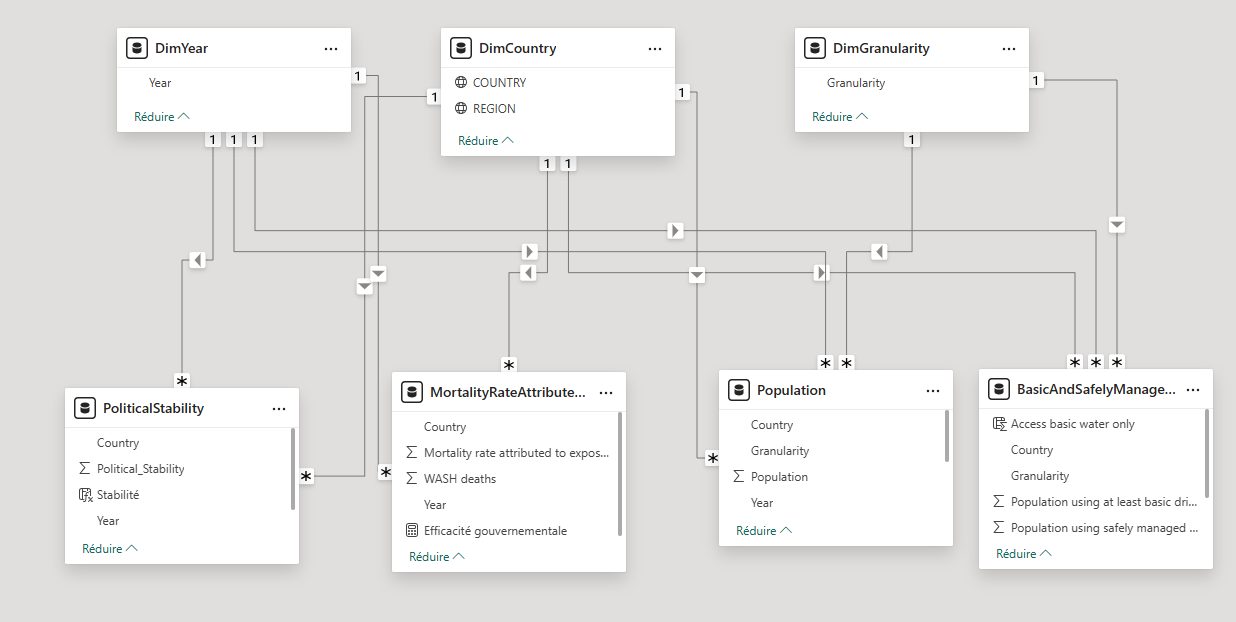 DimYear
Year
Réduire
DimCountry
COUNTRY
REGION
Réduire
DimGranularity
Granularity
Réduire
1
1
1
1
1
1
1
1
1
1
1
*
*
*
*
*
*
*
*
*
*
PoliticalStability
Country
Political_Stability
Stabilité
Year
Réduire
MortalityRateAttribute...
Country
Mortality rate attributed to expos...
WASH deaths
Year
Efficacité gouvernementale
Réduire
Population
Country
Granularity
Population
Year
Réduire
BasicAndSafelyManage...
Access basic water only
Country
Granularity
Population using at least basic dri...
Population using safely managed ...
Réduire